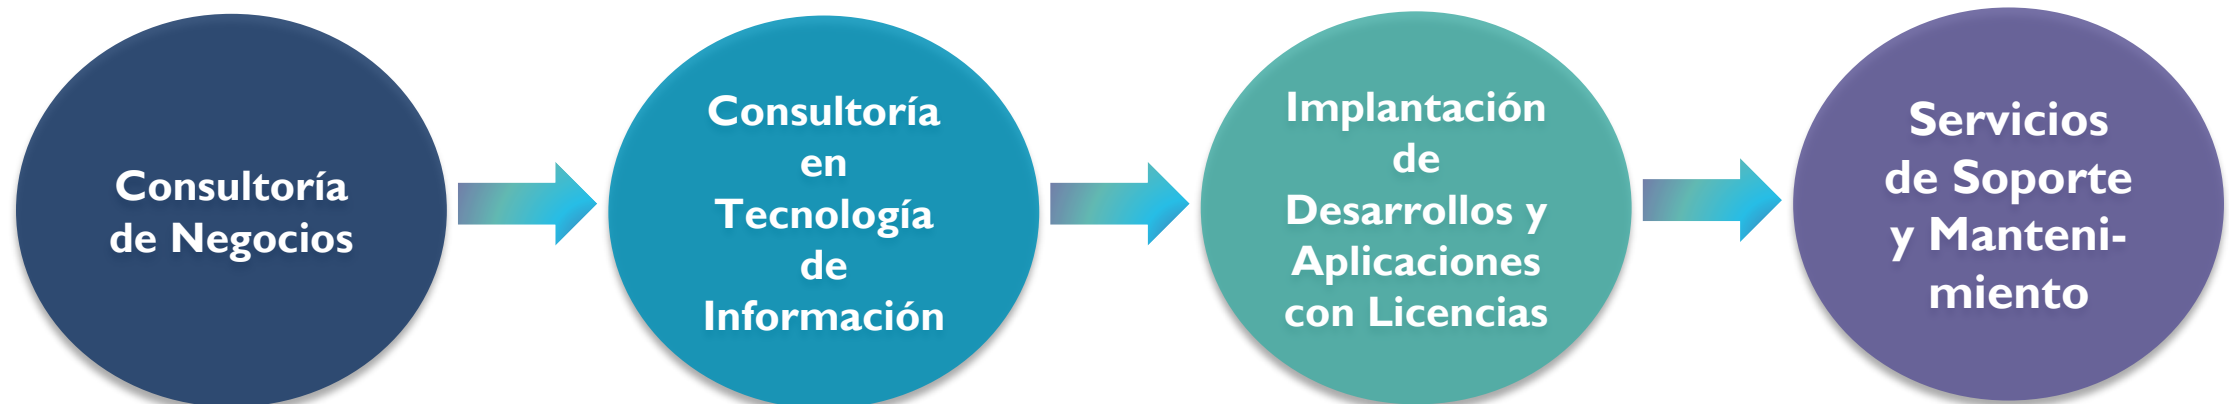 Consultoría
de Negocios
Consultoría
en
Tecnología
de
Información
Implantación
de
Desarrollos y
Aplicaciones
con Licencias
Servicios
de Soporte
y Manteni-
miento